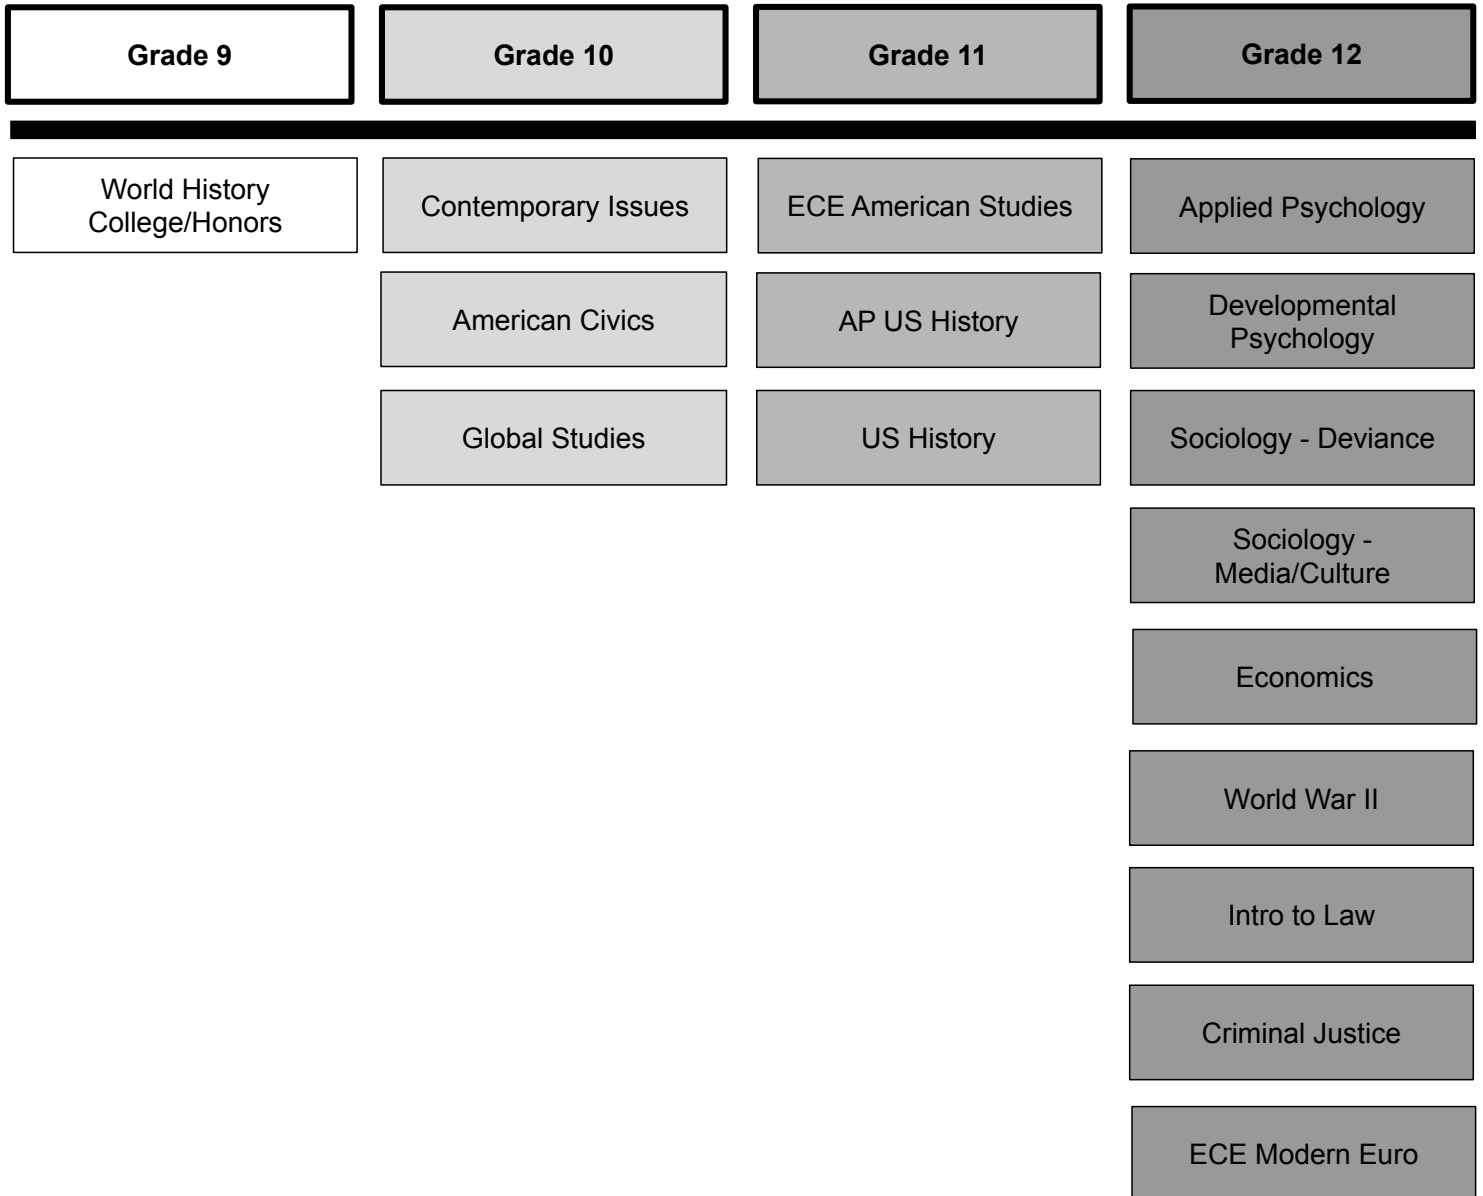 Grade 9
Grade 10
Grade 11
Grade 12
World History
College/Honors
Contemporary Issues
ECE American Studies
Applied Psychology
American Civics
AP US History
Developmental
Psychology
Global Studies
US History
Sociology - Deviance
Sociology -
Media/Culture
Economics
World War II
Intro to Law
Criminal Justice
ECE Modern Euro